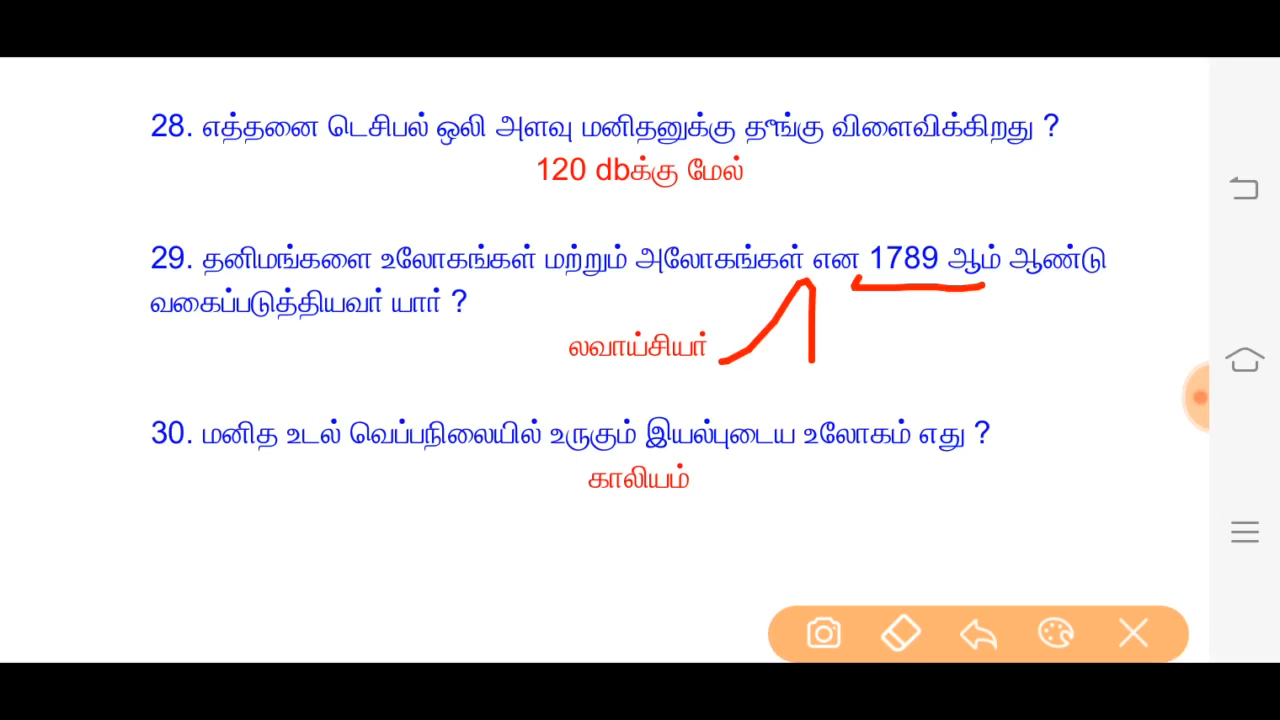 28. எத்தனை டெசிபல் ஒலி அளவு மனிதனுக்கு தூங்கு விளைவிக்கிறது ?
120 dbக்கு மேல்
29. தனிமங்களை உலோகங்கள் மற்றும் அலோகங்கள் என 1789 ஆம் ஆண்டு
வகைப்படுத்தியவர் யார் ?
லவாய்சியர்
30. மனித உடல் வெப்பநிலையில் உருகும் இயல்புடைய உலோகம் எது ?
காலியம்